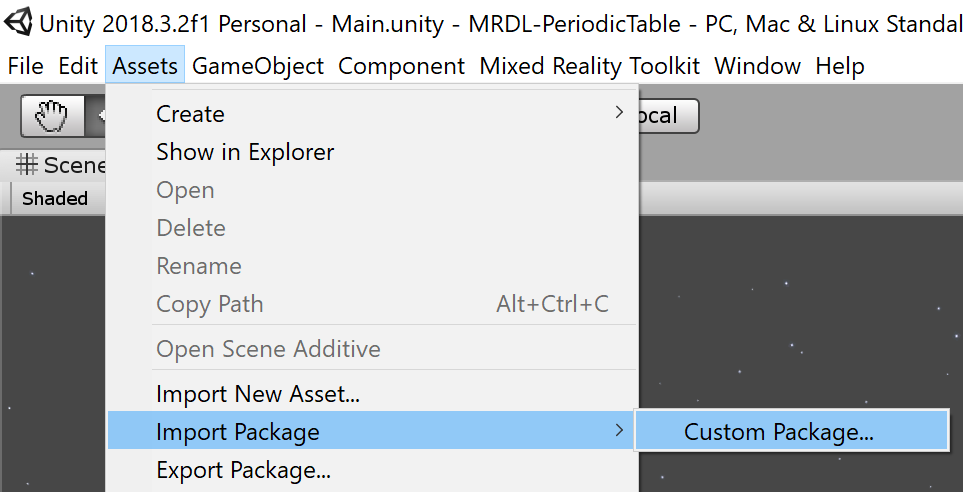 Unity 2018.3.2f1 Personal - Main.unity - MRDL-PeriodicTable - PC, Mac & Linux
File Edit Assets GameObject Component Mixed Reality Toolkit Window Help
Create
Show in Explorer
Scene
Open
Shaded
Delete
Rename
Copy Path Alt+Ctrl+C
Open Scene Additive
Import New Asset...
Import Package Custom Package...
Export Package...